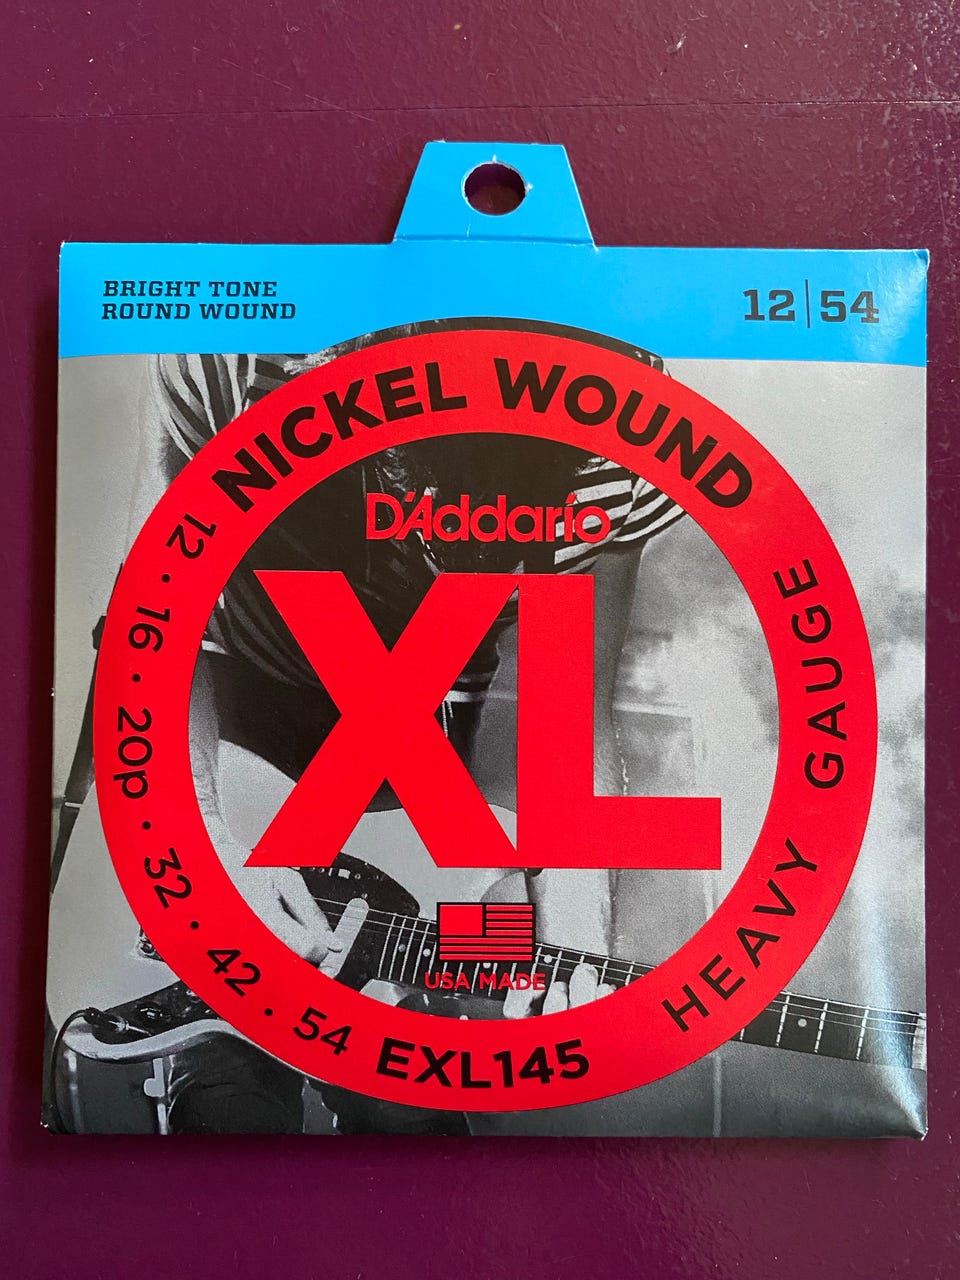 BRIGHT TONE
ROUND WOUND
12|54
NICKEL WOUND
D'Addario
XL
USA MADE
HEAVY GAUGE
12 · 16 · 20p · 32 · 42 · 54
EXL145